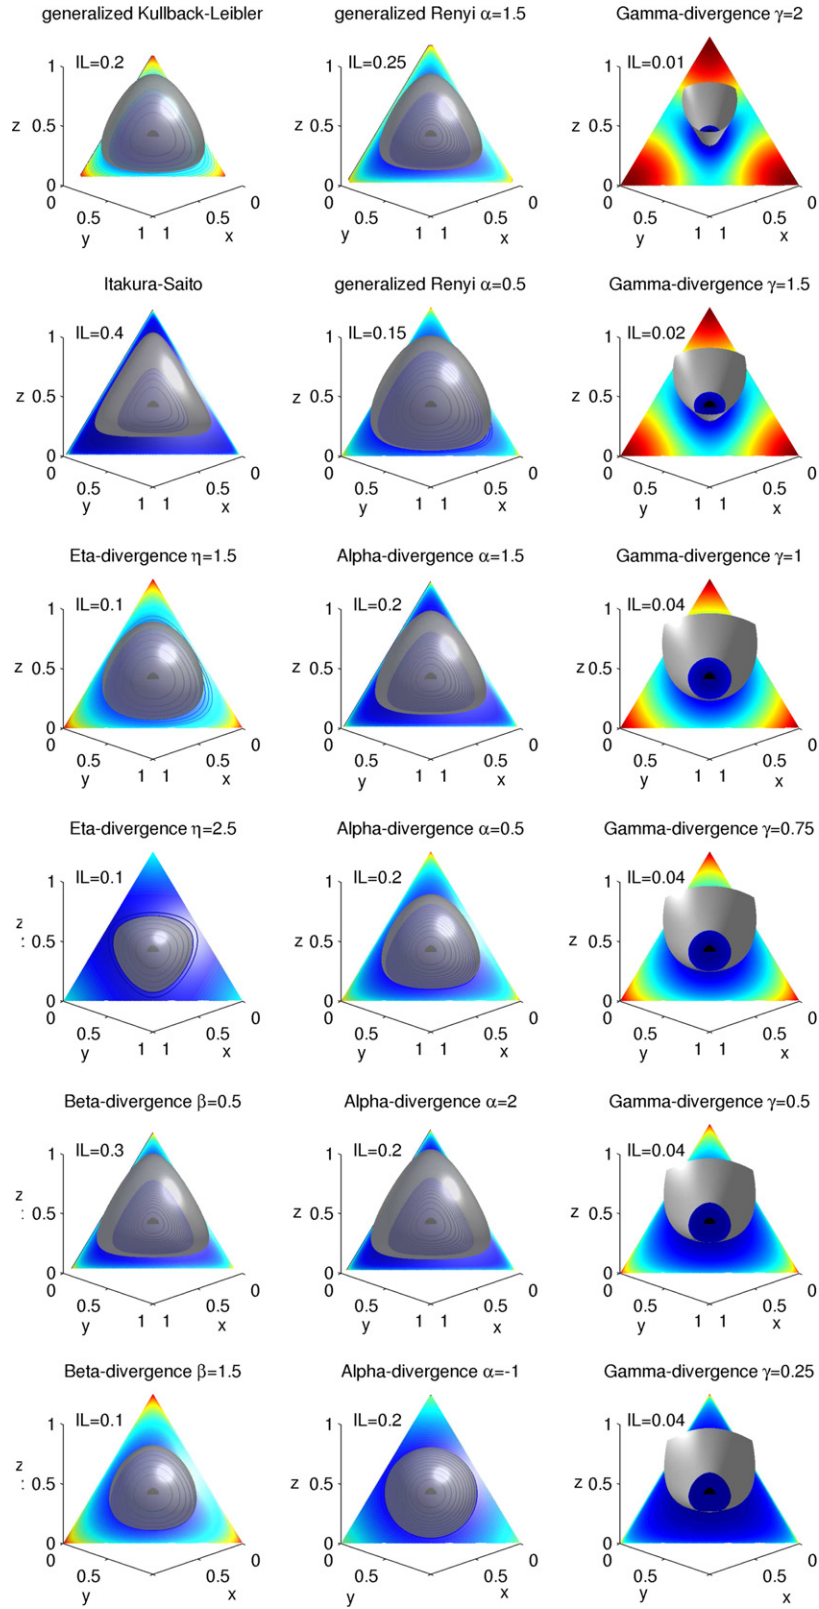 generalized Kullback-Leibler
IL=0.2
1
z 0.5
0
0 0.5 1 1 0.5 0
y x
generalized Renyi α=1.5
IL=0.25
1
z 0.5
0
0 0.5 1 1 0.5 0
y x
Gamma-divergence γ=2
IL=0.01
1
z 0.5
0
0 0.5 1 1 0.5 0
y x
Itakura-Saito
IL=0.4
1
z 0.5
0
0 0.5 1 1 0.5 0
y x
generalized Renyi α=0.5
IL=0.15
1
z 0.5
0
0 0.5 1 1 0.5 0
y x
Gamma-divergence γ=1.5
IL=0.02
1
z 0.5
0
0 0.5 1 1 0.5 0
y x
Eta-divergence η=1.5
IL=0.1
1
z 0.5
0
0 0.5 1 1 0.5 0
y x
Alpha-divergence α=1.5
IL=0.2
1
z 0.5
0
0 0.5 1 1 0.5 0
y x
Gamma-divergence γ=1
IL=0.04
1
z 0.5
0
0 0.5 1 1 0.5 0
y x
Eta-divergence η=2.5
IL=0.1
1
z 0.5
0
0 0.5 1 1 0.5 0
y x
Alpha-divergence α=0.5
IL=0.2
1
z 0.5
0
0 0.5 1 1 0.5 0
y x
Gamma-divergence γ=0.75
IL=0.04
1
z 0.5
0
0 0.5 1 1 0.5 0
y x
Beta-divergence β=0.5
IL=0.3
1
z 0.5
0
0 0.5 1 1 0.5 0
y x
Alpha-divergence α=2
IL=0.2
1
z 0.5
0
0 0.5 1 1 0.5 0
y x
Gamma-divergence γ=0.5
IL=0.04
1
z 0.5
0
0 0.5 1 1 0.5 0
y x
Beta-divergence β=1.5
IL=0.1
1
z 0.5
0
0 0.5 1 1 0.5 0
y x
Alpha-divergence α=-1
IL=0.2
1
z 0.5
0
0 0.5 1 1 0.5 0
y x
Gamma-divergence γ=0.25
IL=0.04
1
z 0.5
0
0 0.5 1 1 0.5 0
y x